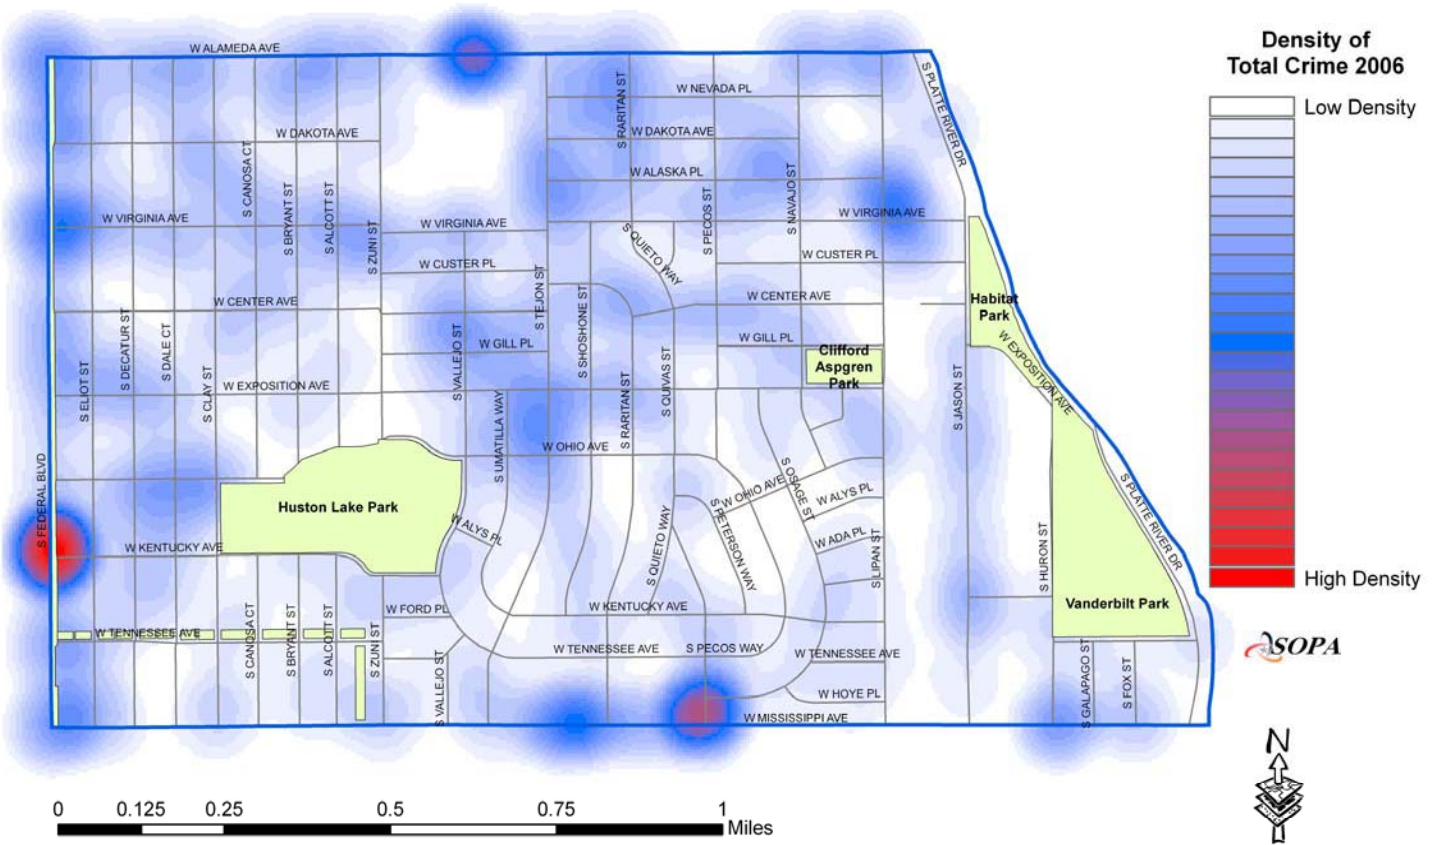 Density of
Total Crime 2006
Low Density
High Density
W ALAMEDA AVE
S PLATTE RIVER DR
W NEVADA PL
S RARITAN ST
W DAKOTA AVE
W DAKOTA AVE
W ALASKA PL
S CANOSA CT
S BRYANT ST
S ALCOTT ST
S ZUNI ST
S PECOS ST
S NAVAJO ST
W VIRGINIA AVE
W VIRGINIA AVE
W VIRGINIA AVE
S QUIETO WAY
W CUSTER PL
W CUSTER PL
S TEJON ST
W CENTER AVE
W CENTER AVE
Habitat
Park
S DECATUR ST
S DALE CT
S SHOSHONE ST
S VALLEJO ST
W GILL PL
W GILL PL
Clifford
Aspgren
Park
W EXPOSITION AVE
S ELIOT ST
S CLAY ST
W EXPOSITION AVE
S UMATILLA WAY
S RARITAN ST
S QUIVAS ST
S JASON ST
W OHIO AVE
S FEDERAL BLVD
Huston Lake Park
W ALYS PL
S QUIETO WAY
W OHIO AVE
S PETERSON WAY
S OSAGE ST
W ALYS PL
W ADA PL
S LIPAN ST
S HURON ST
S PLATTE RIVER DR
W KENTUCKY AVE
W FORD PL
W KENTUCKY AVE
Vanderbilt Park
W TENNESSEE AVE
S CANOSA CT
S BRYANT ST
S ALCOTT ST
S ZUNI ST
S VALLEJO ST
W TENNESSEE AVE
S PECOS WAY
W TENNESSEE AVE
W HOYE PL
W MISSISSIPPI AVE
S GALAPAGO ST
S FOX ST
SOPA
N
0 0.125 0.25 0.5 0.75 1
Miles